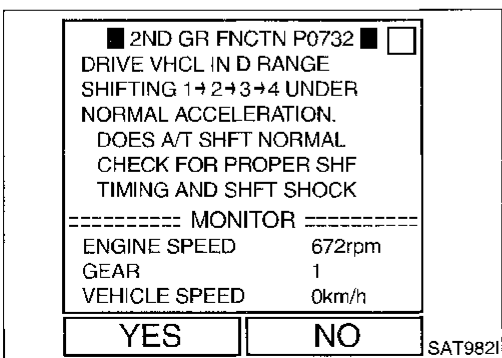 ■ 2ND GR FNCTN P0732 ■
DRIVE VHCL IN D RANGE
SHIFTING 1→2→3→4 UNDER
NORMAL ACCELERATION.
DOES A/T SHFT NORMAL
CHECK FOR PROPER SHF
TIMING AND SHFT SHOCK
========== MONITOR ==========
ENGINE SPEED 672rpm
GEAR 1
VEHICLE SPEED 0km/h
YES NO
SAT982I